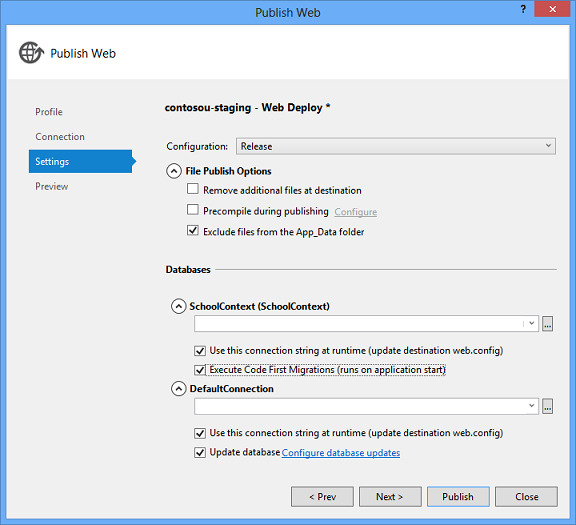 Publish Web
?
Publish Web
Profile
Connection
Settings
Preview
contosou-staging - Web Deploy *
Configuration: Release
File Publish Options
Remove additional files at destination
Precompile during publishing Configure
Exclude files from the App_Data folder
Databases
SchoolContext (SchoolContext)
...
Use this connection string at runtime (update destination web.config)
Execute Code First Migrations (runs on application start)
DefaultConnection
...
Use this connection string at runtime (update destination web.config)
Update database Configure database updates
< Prev Next > Publish Close